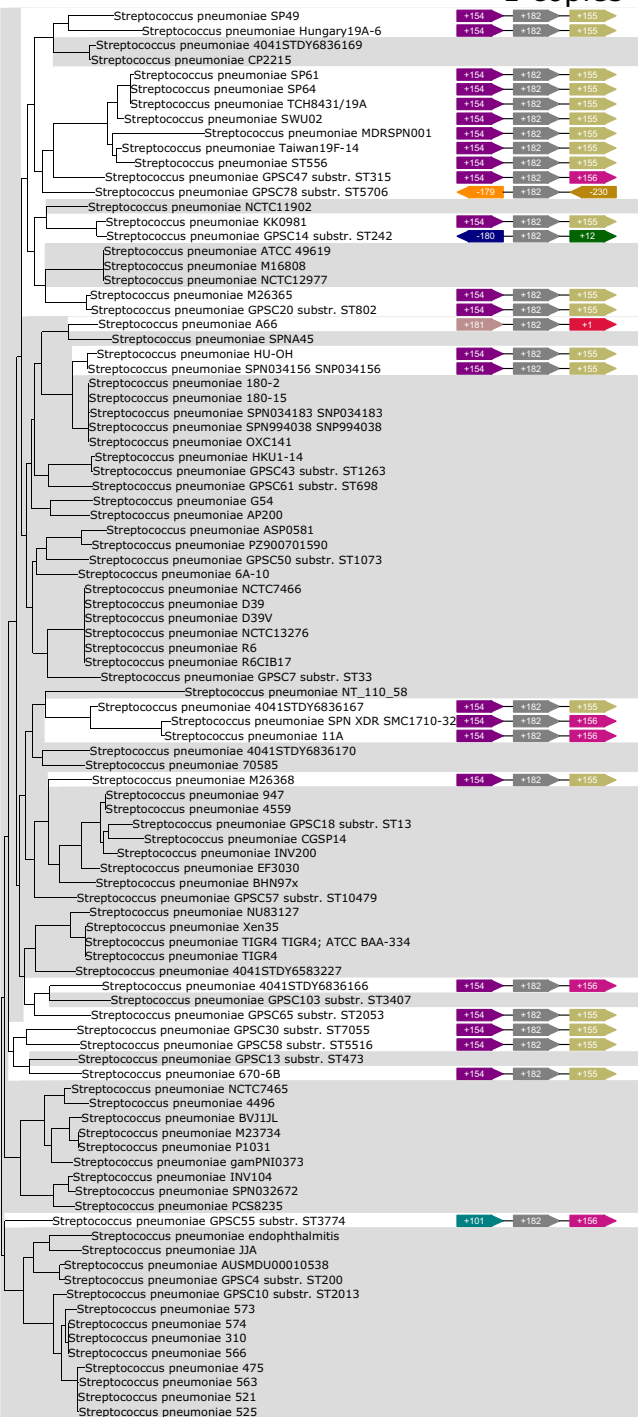 Streptococcus pneumoniae SP49 +154 +182 +155
Streptococcus pneumoniae Hungary19A-6 +154 +182 +155
Streptococcus pneumoniae 4041STDY6836169
Streptococcus pneumoniae CP2215
Streptococcus pneumoniae SP61 +154 +182 +155
Streptococcus pneumoniae SP64 +154 +182 +155
Streptococcus pneumoniae TCH8431/19A +154 +182 +155
Streptococcus pneumoniae SWU02 +154 +182 +155
Streptococcus pneumoniae MDRSPN001 +154 +182 +155
Streptococcus pneumoniae Taiwan19F-14 +154 +182 +155
Streptococcus pneumoniae ST556 +154 +182 +155
Streptococcus pneumoniae GPSC47 substr. ST315 +154 +182 +156
Streptococcus pneumoniae GPSC78 substr. ST5706 -179 +182 -230
Streptococcus pneumoniae NCTC11902
Streptococcus pneumoniae KK0981 +154 +182 +155
Streptococcus pneumoniae GPSC14 substr. ST242 -180 +182 +12
Streptococcus pneumoniae ATCC 49619
Streptococcus pneumoniae M16808
Streptococcus pneumoniae NCTC12977
Streptococcus pneumoniae M26365 +154 +182 +155
Streptococcus pneumoniae GPSC20 substr. ST802 +154 +182 +155
Streptococcus pneumoniae A66 +181 +182 +1
Streptococcus pneumoniae SPNA45
Streptococcus pneumoniae HU-OH +154 +182 +155
Streptococcus pneumoniae SPN034156 SNP034156 +154 +182 +155
Streptococcus pneumoniae 180-2
Streptococcus pneumoniae 180-15
Streptococcus pneumoniae SPN034183 SNP034183
Streptococcus pneumoniae SPN994038 SNP994038
Streptococcus pneumoniae OXC141
Streptococcus pneumoniae HKU1-14
Streptococcus pneumoniae GPSC43 substr. ST1263
Streptococcus pneumoniae GPSC61 substr. ST698
Streptococcus pneumoniae G54
Streptococcus pneumoniae AP200
Streptococcus pneumoniae ASP0581
Streptococcus pneumoniae PZ900701590
Streptococcus pneumoniae GPSC50 substr. ST1073
Streptococcus pneumoniae 6A-10
Streptococcus pneumoniae NCTC7466
Streptococcus pneumoniae D39
Streptococcus pneumoniae D39V
Streptococcus pneumoniae NCTC13276
Streptococcus pneumoniae R6
Streptococcus pneumoniae R6CIB17
Streptococcus pneumoniae GPSC7 substr. ST33
Streptococcus pneumoniae NT_110_58
Streptococcus pneumoniae 4041STDY6836167 +154 +182 +155
Streptococcus pneumoniae SPN XDR SMC1710-32 +154 +182 +156
Streptococcus pneumoniae 11A +154 +182 +156
Streptococcus pneumoniae 4041STDY6836170
Streptococcus pneumoniae 70585
Streptococcus pneumoniae M26368 +154 +182 +155
Streptococcus pneumoniae 947
Streptococcus pneumoniae 4559
Streptococcus pneumoniae GPSC18 substr. ST13
Streptococcus pneumoniae CGSP14
Streptococcus pneumoniae INV200
Streptococcus pneumoniae EF3030
Streptococcus pneumoniae BHN97x
Streptococcus pneumoniae GPSC57 substr. ST10479
Streptococcus pneumoniae NU83127
Streptococcus pneumoniae Xen35
Streptococcus pneumoniae TIGR4 TIGR4; ATCC BAA-334
Streptococcus pneumoniae TIGR4
Streptococcus pneumoniae 4041STDY6583227
Streptococcus pneumoniae 4041STDY6836166 +154 +182 +156
Streptococcus pneumoniae GPSC103 substr. ST3407
Streptococcus pneumoniae GPSC65 substr. ST2053 +154 +182 +155
Streptococcus pneumoniae GPSC30 substr. ST7055 +154 +182 +155
Streptococcus pneumoniae GPSC58 substr. ST5516 +154 +182 +155
Streptococcus pneumoniae GPSC13 substr. ST473
Streptococcus pneumoniae 670-6B +154 +182 +155
Streptococcus pneumoniae NCTC7465
Streptococcus pneumoniae 4496
Streptococcus pneumoniae BVJ1JL
Streptococcus pneumoniae M23734
Streptococcus pneumoniae P1031
Streptococcus pneumoniae gamPNI0373
Streptococcus pneumoniae INV104
Streptococcus pneumoniae SPN032672
Streptococcus pneumoniae PCS8235
Streptococcus pneumoniae GPSC55 substr. ST3774 +101 +182 +156
Streptococcus pneumoniae endophthalmitis
Streptococcus pneumoniae JJA
Streptococcus pneumoniae AUSMDU00010538
Streptococcus pneumoniae GPSC4 substr. ST200
Streptococcus pneumoniae GPSC10 substr. ST2013
Streptococcus pneumoniae 573
Streptococcus pneumoniae 574
Streptococcus pneumoniae 310
Streptococcus pneumoniae 566
Streptococcus pneumoniae 475
Streptococcus pneumoniae 563
Streptococcus pneumoniae 521
Streptococcus pneumoniae 525